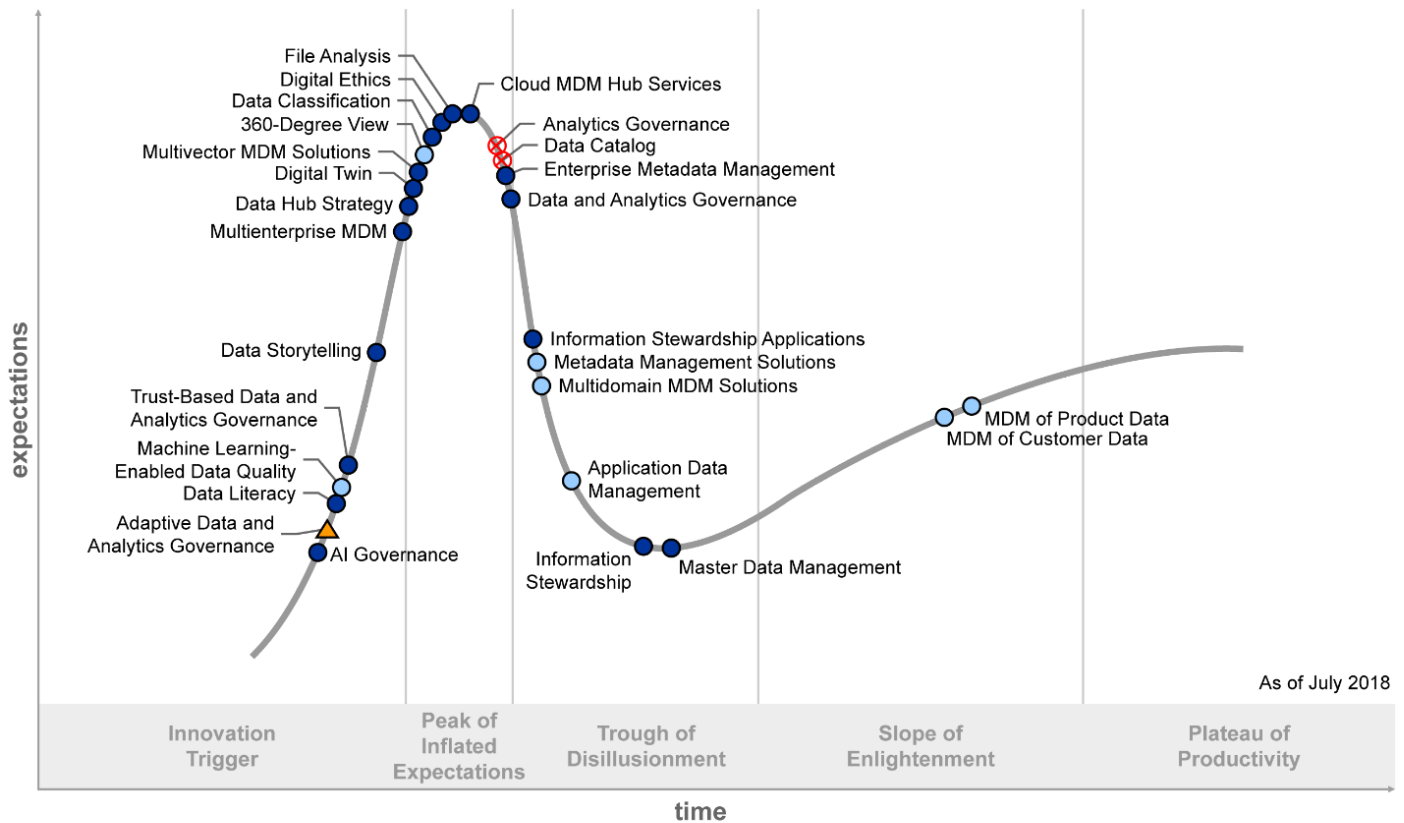 File Analysis
Digital Ethics
Data Classification
360-Degree View
Multivector MDM Solutions
Digital Twin
Data Hub Strategy
Multienterprise MDM
Data Storytelling
Trust-Based Data and
Analytics Governance
Machine Learning-
Enabled Data Quality
Data Literacy
Adaptive Data and
Analytics Governance
AI Governance
Cloud MDM Hub Services
Analytics Governance
Data Catalog
Enterprise Metadata Management
Data and Analytics Governance
Information Stewardship Applications
Metadata Management Solutions
Multidomain MDM Solutions
Application Data
Management
Information
Stewardship
Master Data Management
MDM of Product Data
MDM of Customer Data
expectations
As of July 2018
Innovation
Trigger
Peak of
Inflated
Expectations
Trough of
Disillusionment
Slope of
Enlightenment
Plateau of
Productivity
time